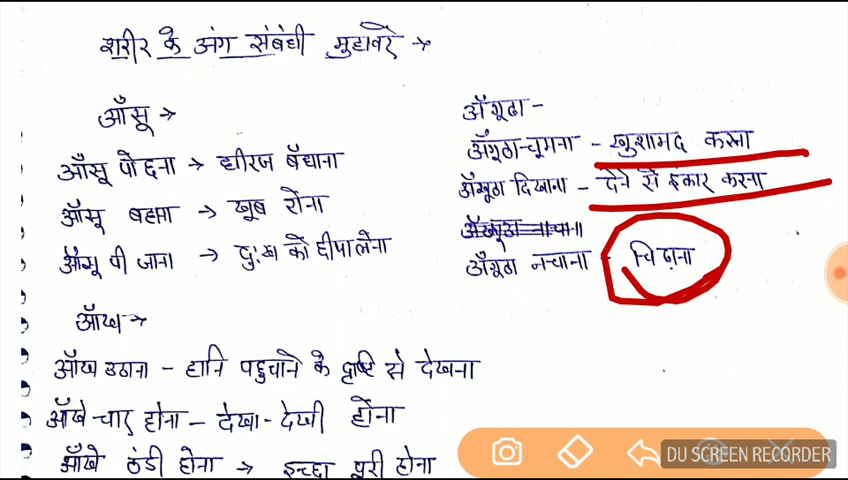 शरीर के अंग संबंधी मुहावरे →
आँसू →
आँसू पोछना → धीरज बँधाना
आँसू बहाना → खूब रोना
आँसू पी जाना → दुःख को छीपा लेना
अँगूठा -
अँगूठा चूमना - खुशामद करना
अँगूठा दिखाना - देने से इंकार करना
अँगूठा नचाना - चिढ़ाना
आँख →
आँख उठाना - हानि पहुचाने के दृष्टि से देखना
आँखे चार होना - देखा-देखी होना
आँखे ठंडी होना → इच्छा पूरी होना
DU SCREEN RECORDER